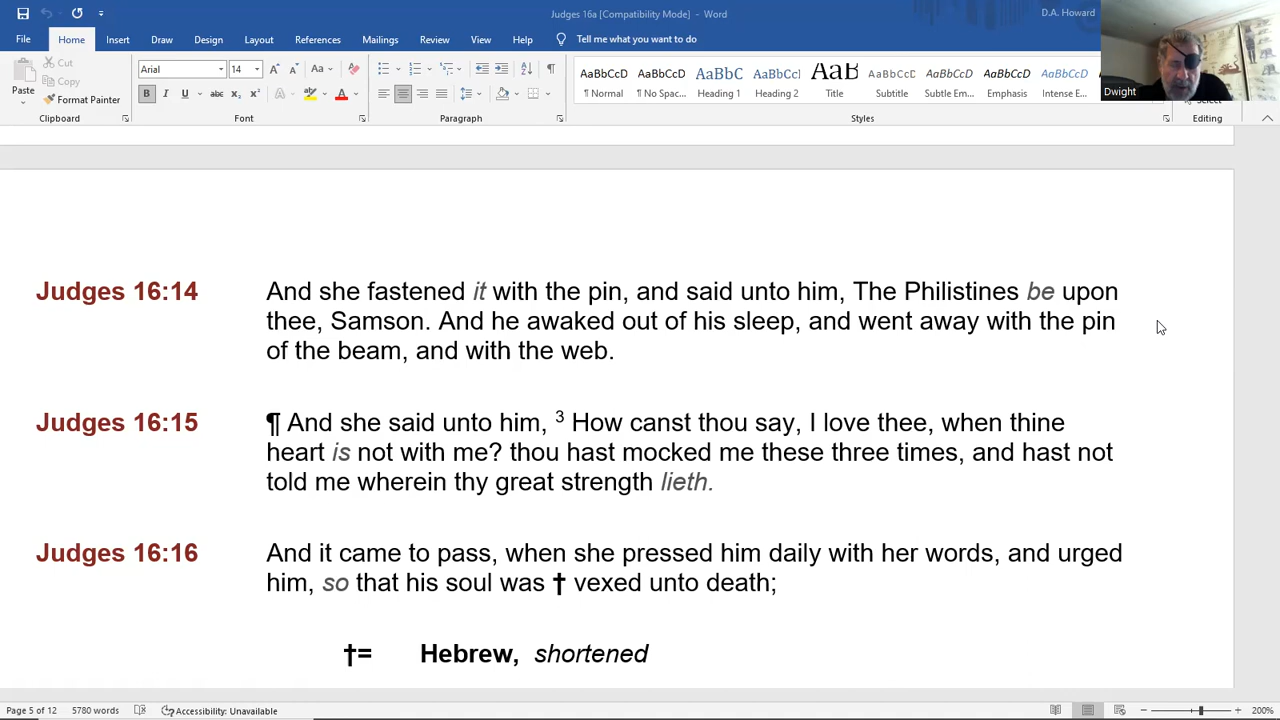 Judges 16a [Compatibility Mode] - Word
D.A. Howard
File Home Insert Draw Design Layout References Mailings Review View Help Tell me what you want to do
Cut
Copy
Paste
Format Painter
Clipboard
Arial 14
Aa
B I U abc X₂ X² A A
Font
Paragraph
AaBbCcD AaBbCcD AaBbC AaBbCcl AaB AaBbCcD AaBbCcD AaBbCcD AaBbCcD
¶ Normal ¶ No Spac... Heading 1 Heading 2 Title Subtitle Subtle Em... Emphasis Intense E...
Styles
Dwight
Select
Editing
Judges 16:14 And she fastened it with the pin, and said unto him, The Philistines be upon
thee, Samson. And he awaked out of his sleep, and went away with the pin
of the beam, and with the web.
Judges 16:15 ¶ And she said unto him, ³ How canst thou say, I love thee, when thine
heart is not with me? thou hast mocked me these three times, and hast not
told me wherein thy great strength lieth.
Judges 16:16 And it came to pass, when she pressed him daily with her words, and urged
him, so that his soul was † vexed unto death;
†= Hebrew, shortened
Page 5 of 12 5780 words Accessibility: Unavailable 200%